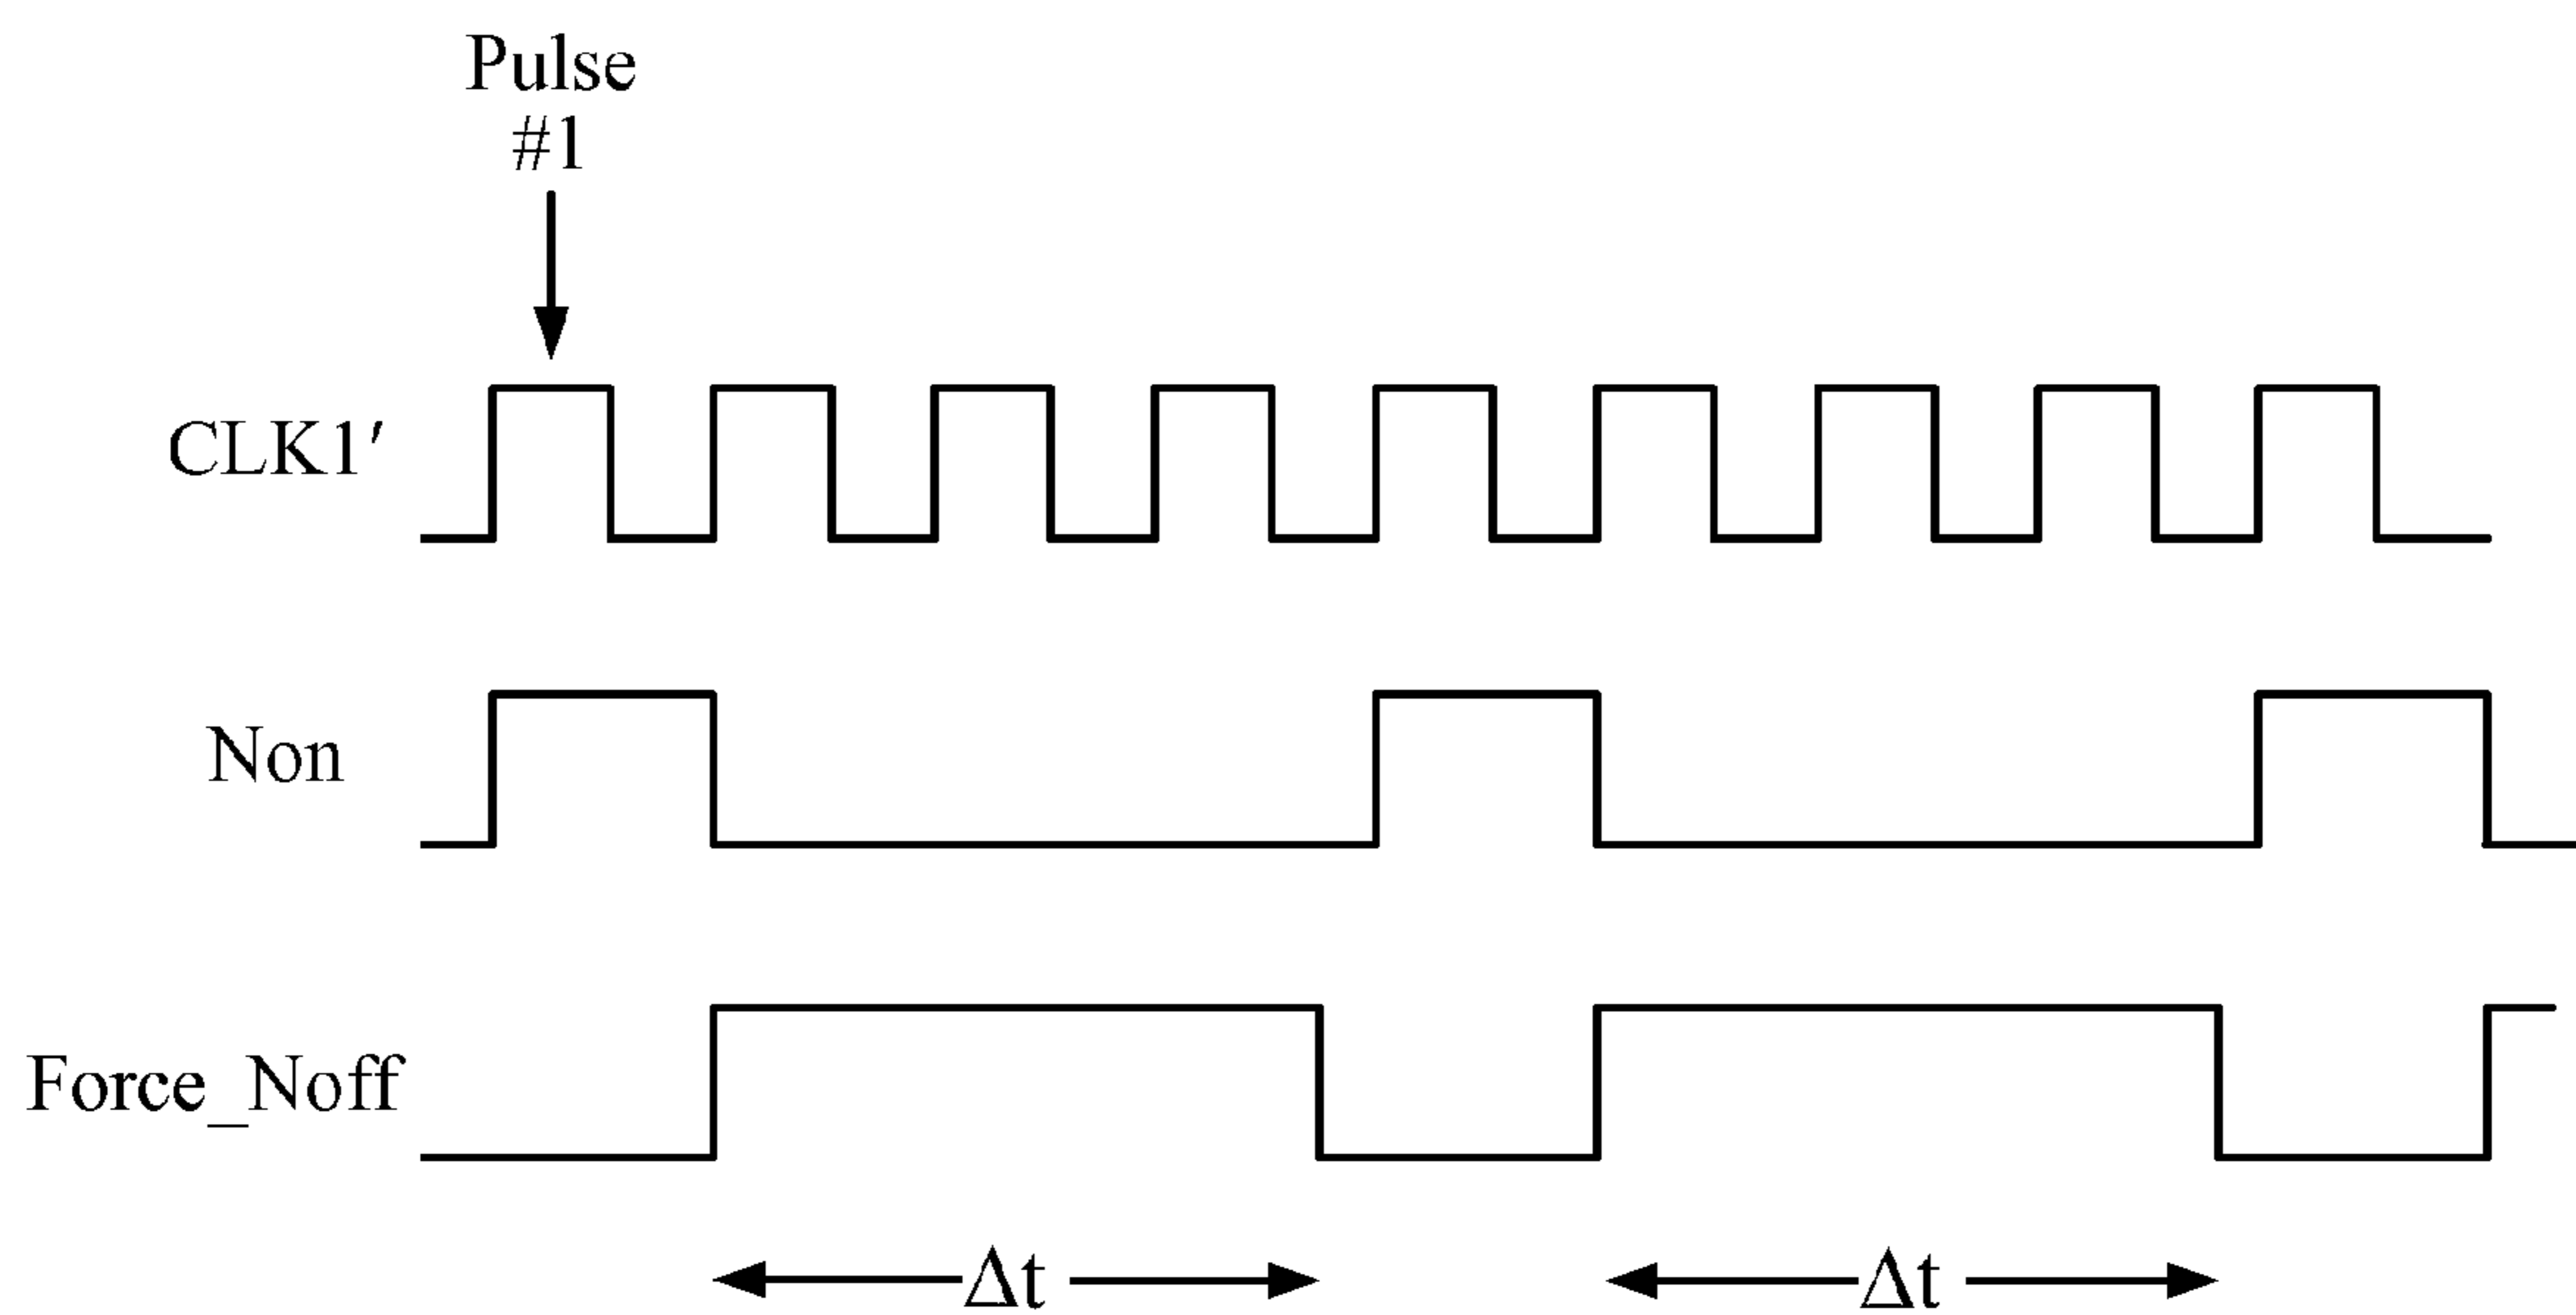 Pulse
#1
CLK1′
Non
Force_Noff
Δt
Δt